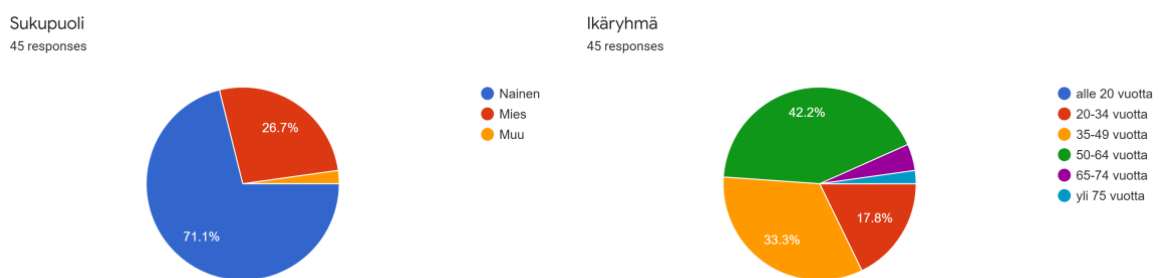 Sukupuoli
45 responses
Nainen
Mies
Muu
26.7%
71.1%
Ikäryhmä
45 responses
alle 20 vuotta
20-34 vuotta
35-49 vuotta
50-64 vuotta
65-74 vuotta
yli 75 vuotta
42.2%
17.8%
33.3%